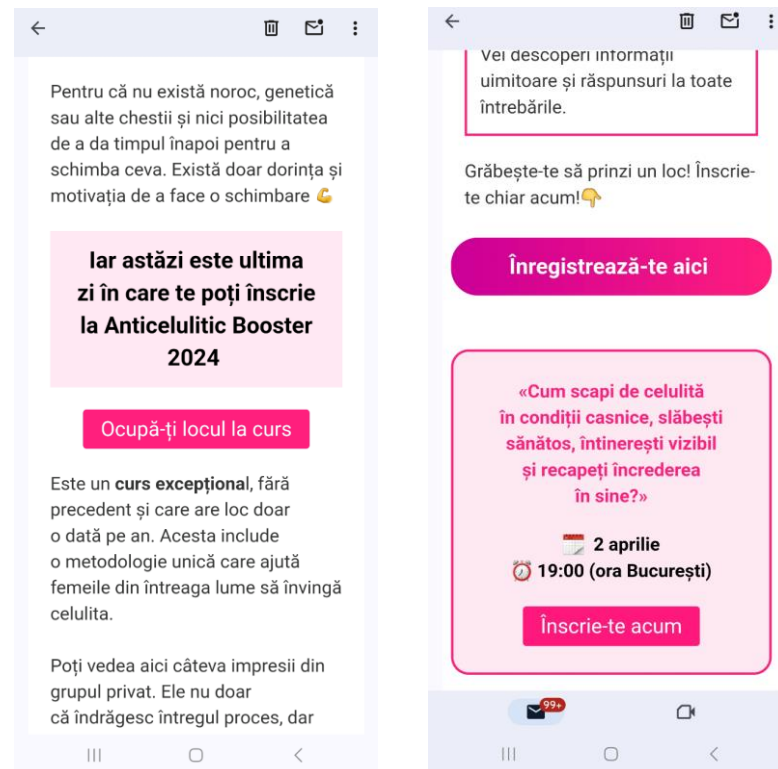 Pentru că nu există noroc, genetică
sau alte chestii și nici posibilitatea
de a da timpul înapoi pentru a
schimba ceva. Există doar dorința și
motivația de a face o schimbare 💪
Iar astăzi este ultima
zi în care te poți înscrie
la Anticelulitic Booster
2024
Ocupă-ți locul la curs
Este un curs excepțional, fără
precedent și care are loc doar
o dată pe an. Acesta include
o metodologie unică care ajută
femeile din întreaga lume să învingă
celulita.
Poți vedea aici câteva impresii din
grupul privat. Ele nu doar
că îndrăgesc întregul proces, dar
Vei descoperi informații
uimitoare și răspunsuri la toate
întrebările.
Grăbește-te să prinzi un loc! Înscrie-
te chiar acum!👇
Înregistrează-te aici
«Cum scapi de celulită
în condiții casnice, slăbești
sănătos, întinerești vizibil
și recapeți încrederea
în sine?»
2 aprilie
19:00 (ora București)
Înscrie-te acum
99+